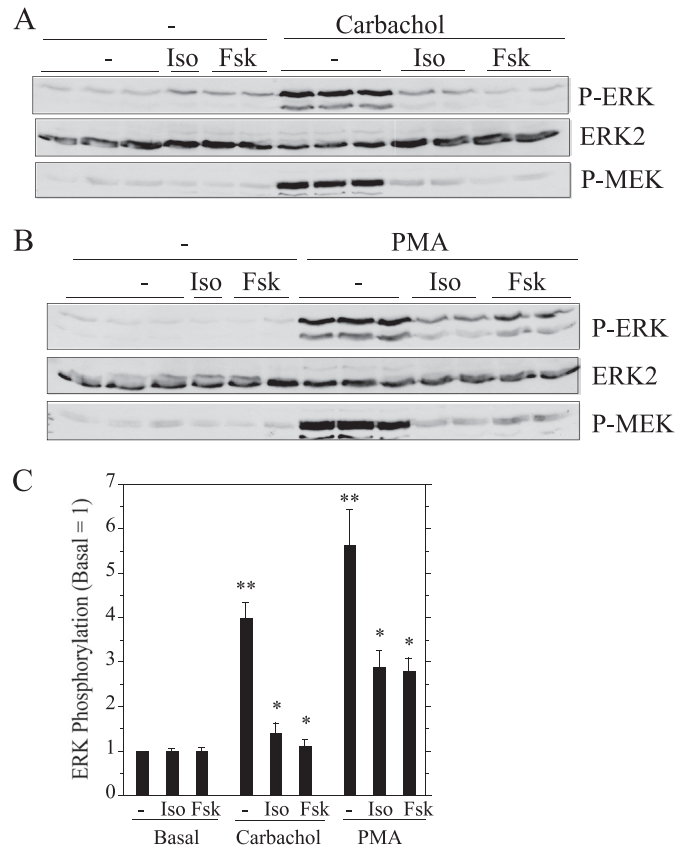 A
- Carbachol
- Iso Fsk - Iso Fsk
P-ERK
ERK2
P-MEK
B
- PMA
- Iso Fsk - Iso Fsk
P-ERK
ERK2
P-MEK
C
ERK Phosphorylation (Basal = 1)
7
6
5
4
3
2
1
0
** * * ** * *
- Iso Fsk - Iso Fsk - Iso Fsk
Basal Carbachol PMA